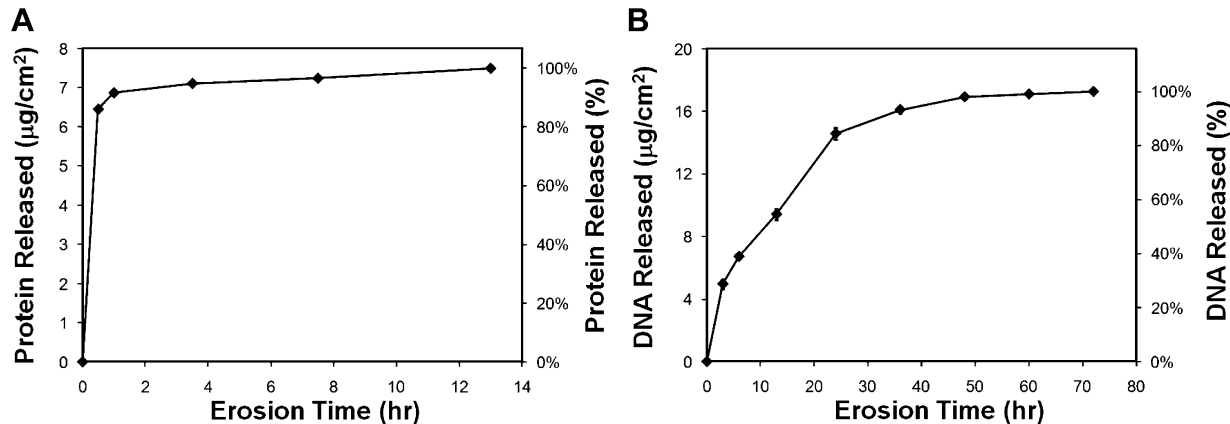 A
Protein Released (µg/cm²)
8
7
6
5
4
3
2
1
0
0 2 4 6 8 10 12 14
Erosion Time (hr)
100%
80%
60%
40%
20%
0%
Protein Released (%)
B
DNA Released (µg/cm²)
20
16
12
8
4
0
0 10 20 30 40 50 60 70 80
Erosion Time (hr)
100%
80%
60%
40%
20%
0%
DNA Released (%)